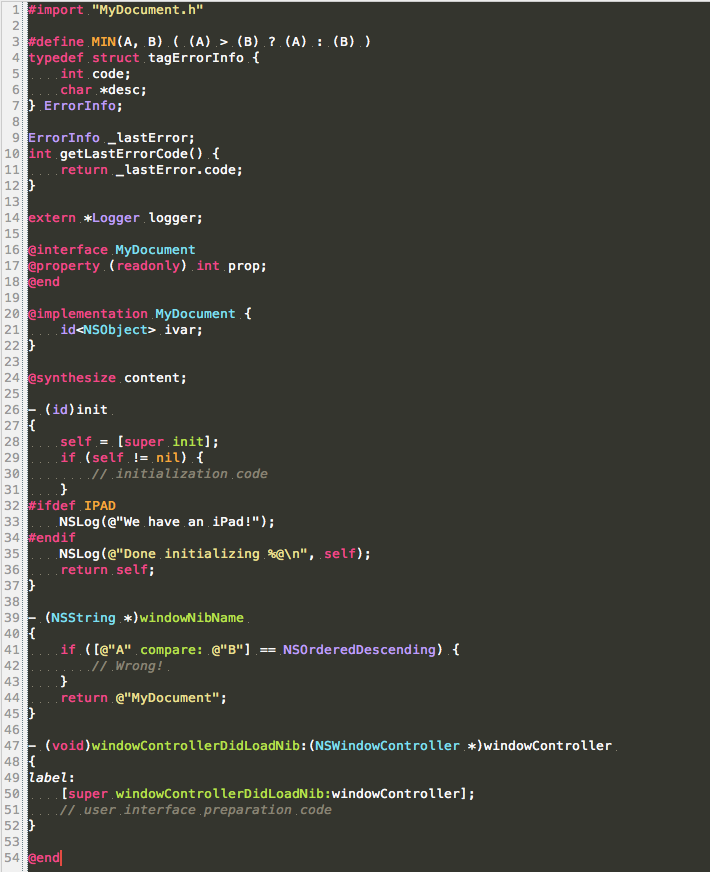 1 #import "MyDocument.h"
2
3 #define MIN(A, B) ( (A) > (B) ? (A) : (B) )
4 typedef struct tagErrorInfo {
5     int code;
6     char *desc;
7 } ErrorInfo;
8
9 ErrorInfo _lastError;
10 int getLastErrorCode() {
11     return _lastError.code;
12 }
13
14 extern *Logger logger;
15
16 @interface MyDocument
17 @property (readonly) int prop;
18 @end
19
20 @implementation MyDocument {
21     id<NSObject> ivar;
22 }
23
24 @synthesize content;
25
26 - (id)init
27 {
28     self = [super init];
29     if (self != nil) {
30         // initialization code
31     }
32 #ifdef IPAD
33     NSLog(@"We have an iPad!");
34 #endif
35     NSLog(@"Done initializing %@\n", self);
36     return self;
37 }
38
39 - (NSString *)windowNibName
40 {
41     if ([@"A" compare: @"B"] == NSOrderedDescending) {
42         // Wrong!
43     }
44     return @"MyDocument";
45 }
46
47 - (void)windowControllerDidLoadNib:(NSWindowController *)windowController
48 {
49 label:
50     [super windowControllerDidLoadNib:windowController];
51     // user interface preparation code
52 }
53
54 @end